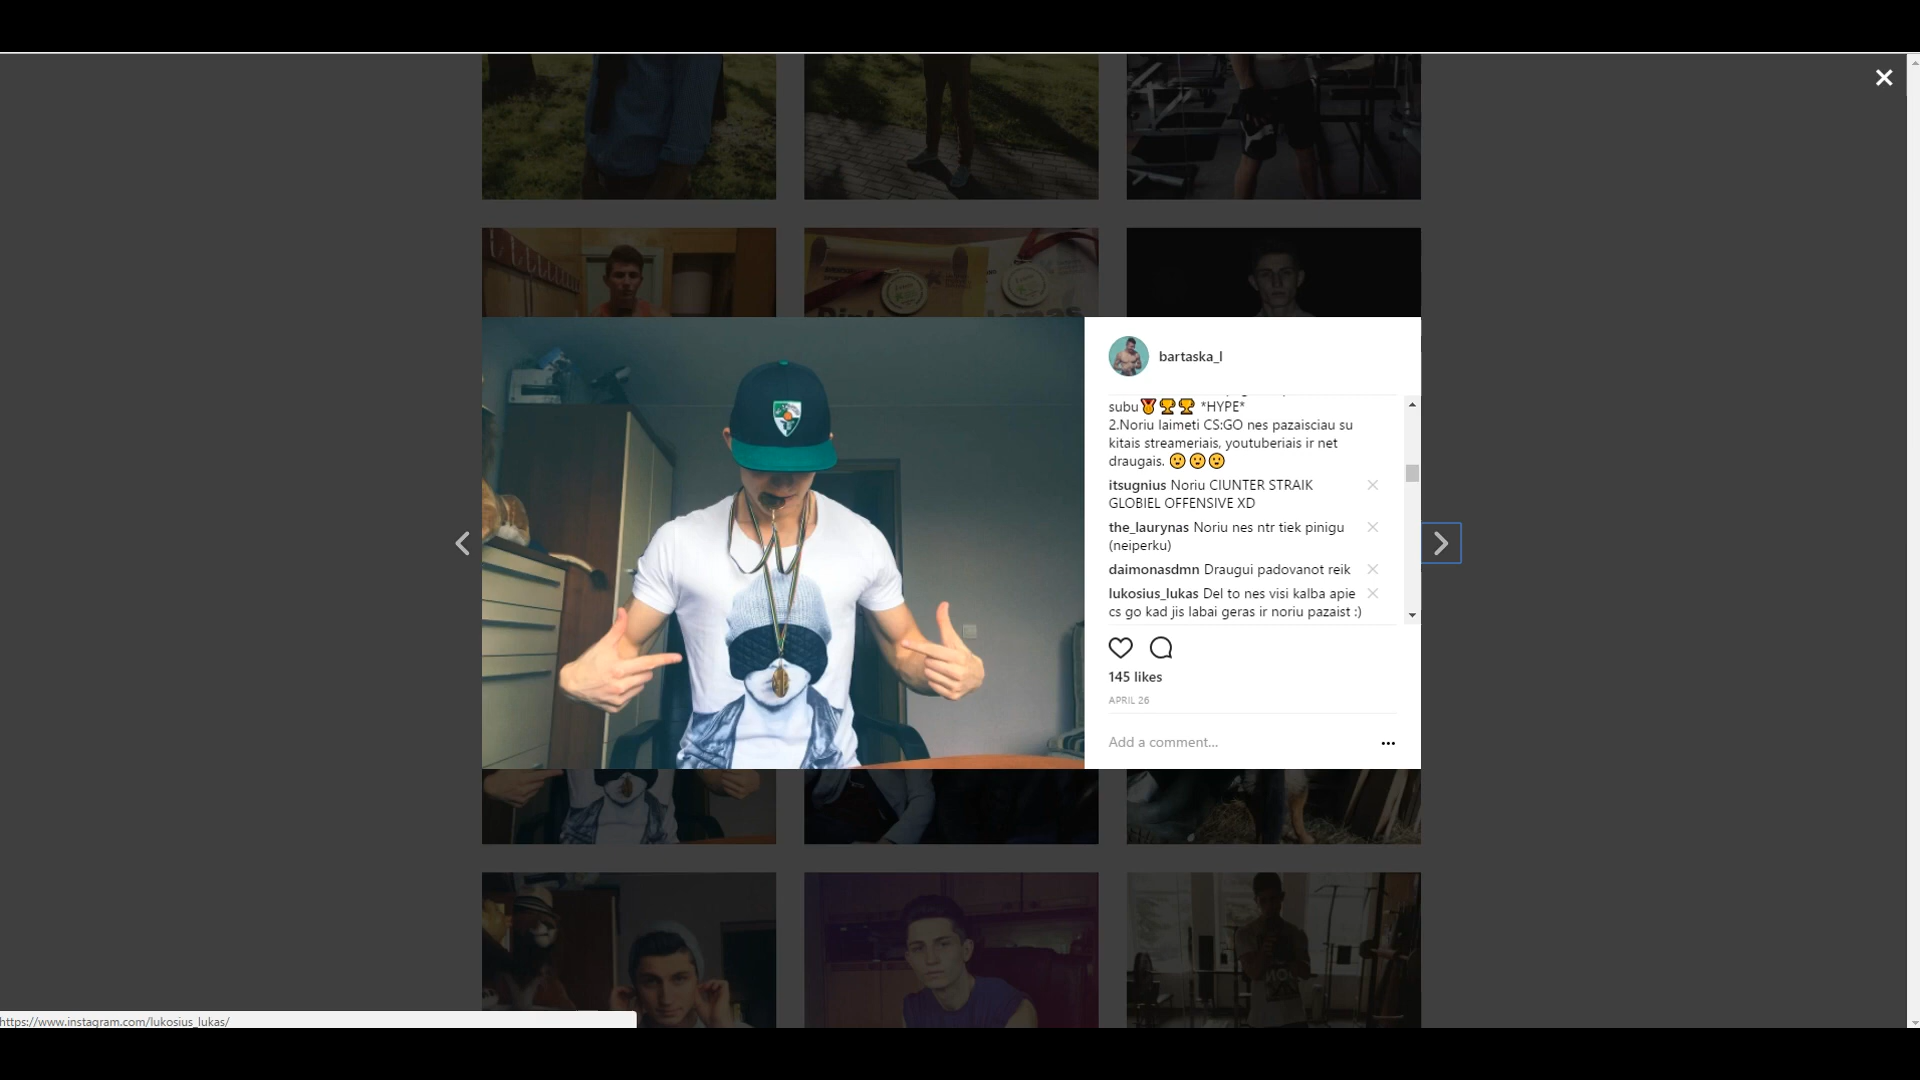 bartaska_l
subu🏅🏆🏆 *HYPE*
2.Noriu laimeti CS:GO nes pazaisciau su
kitais streameriais, youtuberiais ir net
draugais. 😮😮😮
itsugnius Noriu CIUNTER STRAIK
GLOBIEL OFFENSIVE XD
the_laurynas Noriu nes ntr tiek pinigu
(neiperku)
daimonasdmn Draugui padovanot reik
lukosius_lukas Del to nes visi kalba apie
cs go kad jis labai geras ir noriu pazaist :)
145 likes
APRIL 26
Add a comment...
https://www.instagram.com/lukosius_lukas/